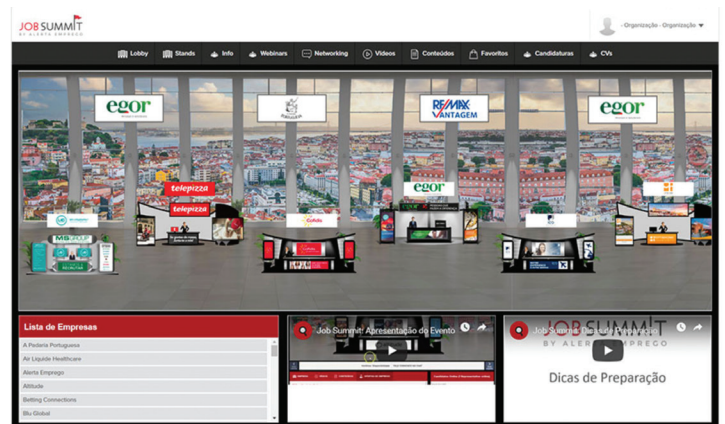 JOB SUMMIT
BY ALERTA EMPREGO
- Organização - Organização
Lobby
Stands
Info
Webinars
Networking
Vídeos
Conteúdos
Favoritos
Candidaturas
CVs
egor
RE/MAX
VANTAGEM
egor
telepizza
telepizza
egor
Cofidis
MSGROUP
RECRUTAR
Lista de Empresas
A Padaria Portuguesa
Air Liquide Healthcare
Alerta Emprego
Altitude
Betting Connections
Blu Global
Job Summit: Apresentação do Evento
Job Summit: Dicas de Preparação
JOB SUMMIT
BY ALERTA EMPREGO
Dicas de Preparação